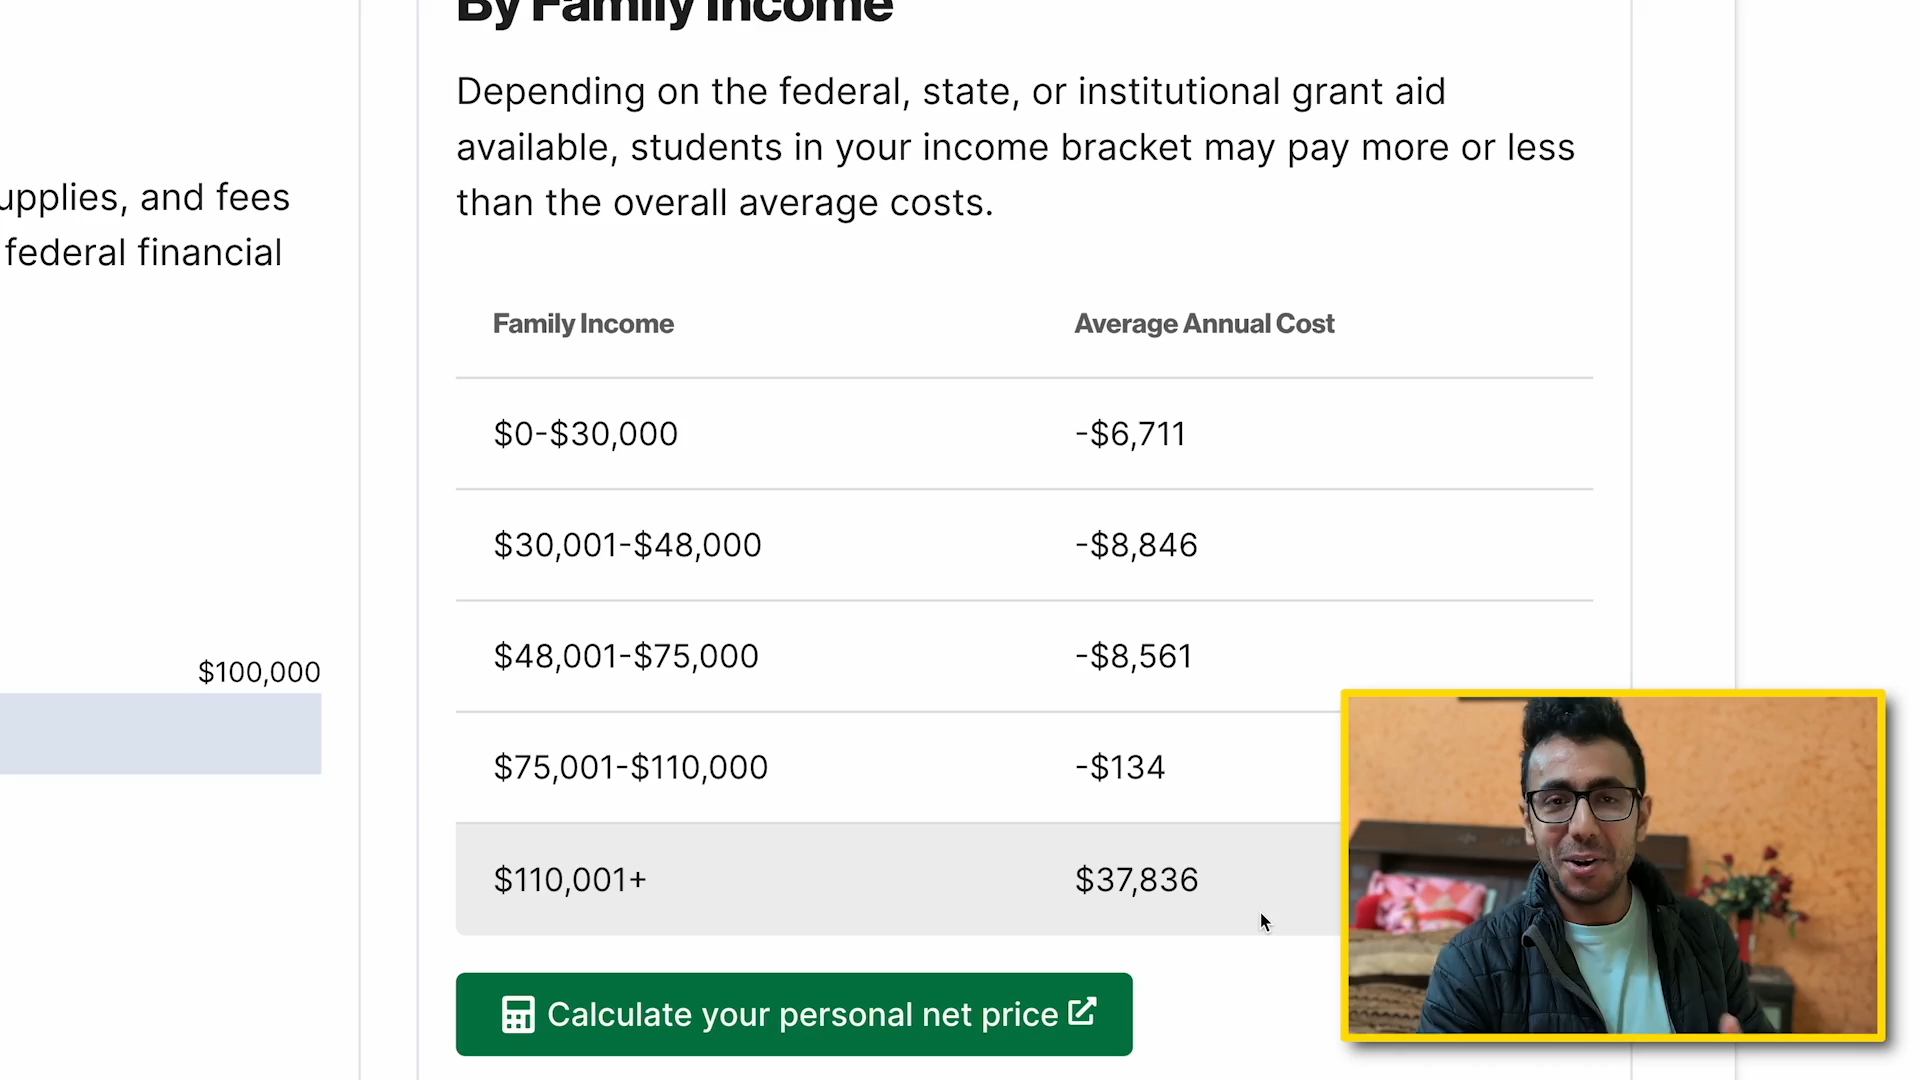 By Family Income
Depending on the federal, state, or institutional grant aid
available, students in your income bracket may pay more or less
than the overall average costs.
upplies, and fees
federal financial
$100,000
Family Income Average Annual Cost
$0-$30,000 -$6,711
$30,001-$48,000 -$8,846
$48,001-$75,000 -$8,561
$75,001-$110,000 -$134
$110,001+ $37,836
Calculate your personal net price